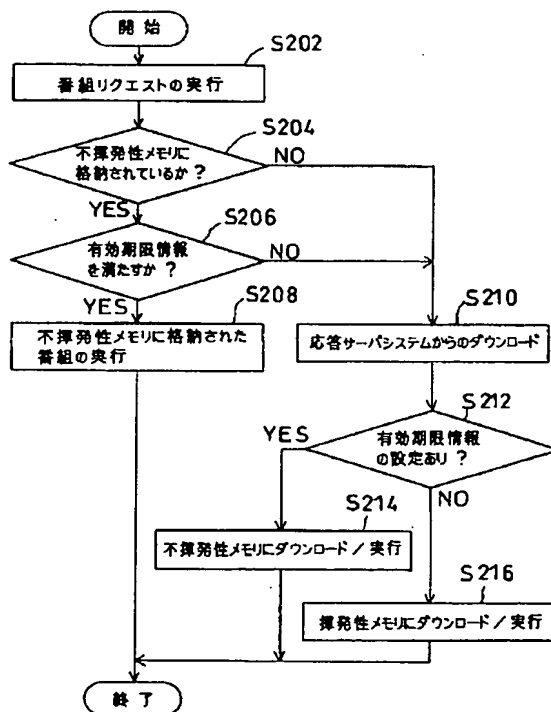 開始
S202
番組リクエストの実行
S204
不揮発性メモリに
格納されているか?
NO
YES
S206
有効期限情報
を満たすか?
NO
YES
S208
不揮発性メモリに格納された
番組の実行
S210
応答サーバシステムからのダウンロード
S212
有効期限情報
の設定あり?
YES
NO
S214
不揮発性メモリにダウンロード/実行
S216
揮発性メモリにダウンロード/実行
終了